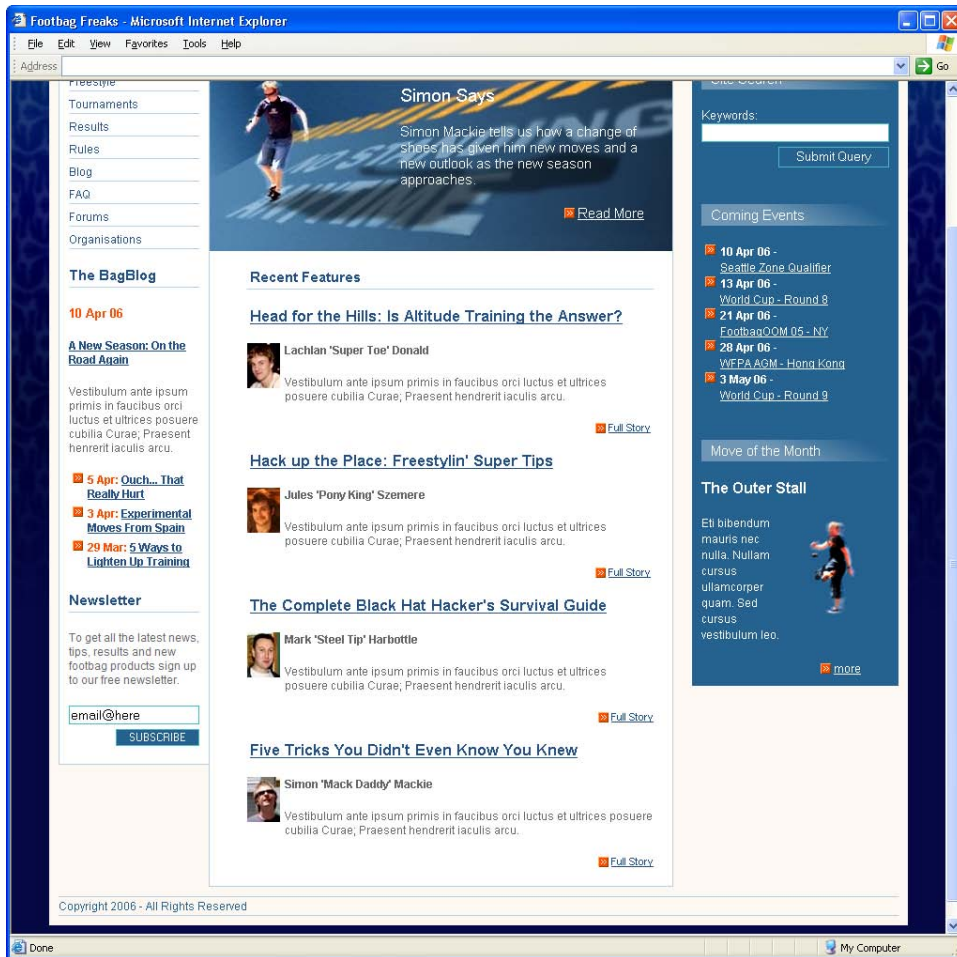 Footbag Freaks - Microsoft Internet Explorer
File Edit View Favorites Tools Help
Address
Go
Freestyle
Tournaments
Results
Rules
Blog
FAQ
Forums
Organisations
The BagBlog
10 Apr 06
A New Season: On the
Road Again
Vestibulum ante ipsum
primis in faucibus orci
luctus et ultrices posuere
cubilia Curae; Praesent
henrerit iaculis arcu.
5 Apr: Ouch... That
Really Hurt
3 Apr: Experimental
Moves From Spain
29 Mar: 5 Ways to
Lighten Up Training
Newsletter
To get all the latest news,
tips, results and new
footbag products sign up
to our free newsletter.
email@here
SUBSCRIBE
Simon Says
Simon Mackie tells us how a change of
shoes has given him new moves and a
new outlook as the new season
approaches.
Read More
Recent Features
Head for the Hills: Is Altitude Training the Answer?
Lachlan 'Super Toe' Donald
Vestibulum ante ipsum primis in faucibus orci luctus et ultrices
posuere cubilia Curae; Praesent hendrerit iaculis arcu.
Full Story
Hack up the Place: Freestylin' Super Tips
Jules 'Pony King' Szemere
Vestibulum ante ipsum primis in faucibus orci luctus et ultrices
posuere cubilia Curae; Praesent hendrerit iaculis arcu.
Full Story
The Complete Black Hat Hacker's Survival Guide
Mark 'Steel Tip' Harbottle
Vestibulum ante ipsum primis in faucibus orci luctus et ultrices
posuere cubilia Curae; Praesent hendrerit iaculis arcu.
Full Story
Five Tricks You Didn't Even Know You Knew
Simon 'Mack Daddy' Mackie
Vestibulum ante ipsum primis in faucibus orci luctus et ultrices posuere
cubilia Curae; Praesent hendrerit iaculis arcu.
Full Story
Site Search
Keywords:
Submit Query
Coming Events
10 Apr 06 -
Seattle Zone Qualifier
13 Apr 06 -
World Cup - Round 8
21 Apr 06 -
FootbagOOM 05 - NY
28 Apr 06 -
WFPA AGM - Hong Kong
3 May 06 -
World Cup - Round 9
Move of the Month
The Outer Stall
Eti bibendum
mauris nec
nulla. Nullam
cursus
ullamcorper
quam. Sed
cursus
vestibulum leo.
more
Copyright 2006 - All Rights Reserved
Done
My Computer